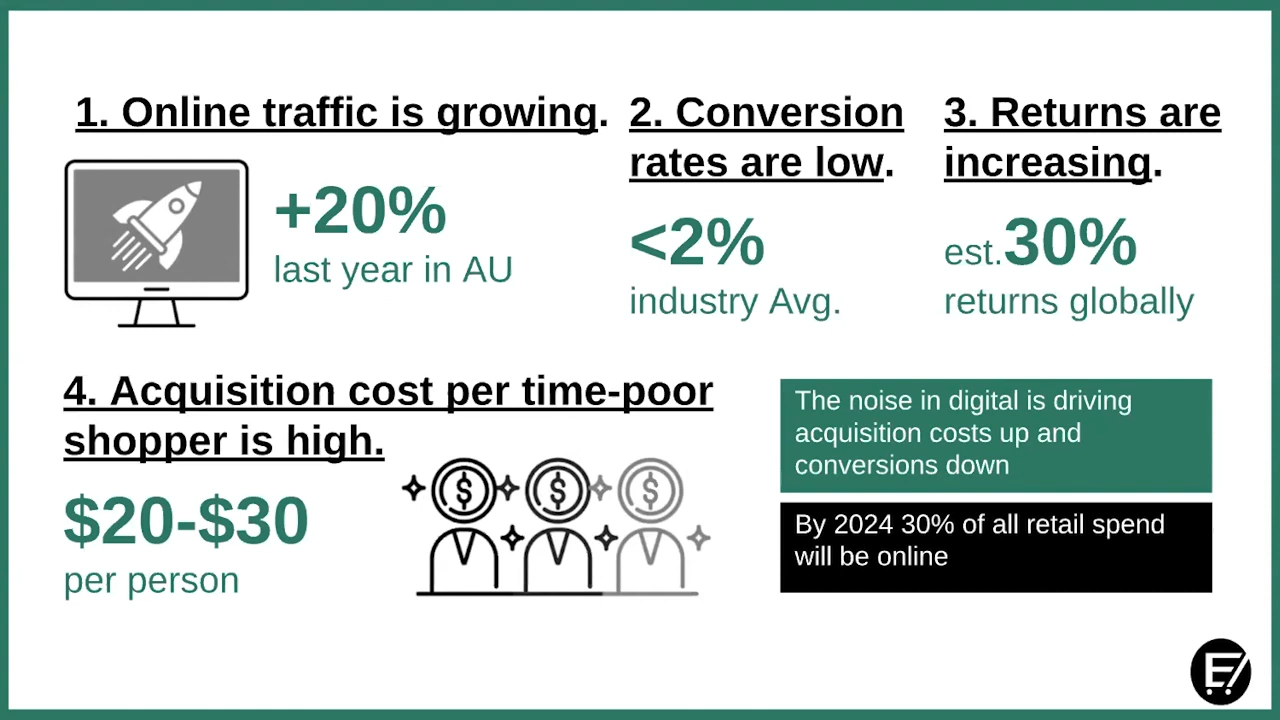 1. Online traffic is growing.
+20%
last year in AU
2. Conversion
rates are low.
<2%
industry Avg.
3. Returns are
increasing.
est.30%
returns globally
4. Acquisition cost per time-poor
shopper is high.
$20-$30
per person
$ $ $
The noise in digital is driving
acquisition costs up and
conversions down
By 2024 30% of all retail spend
will be online
E